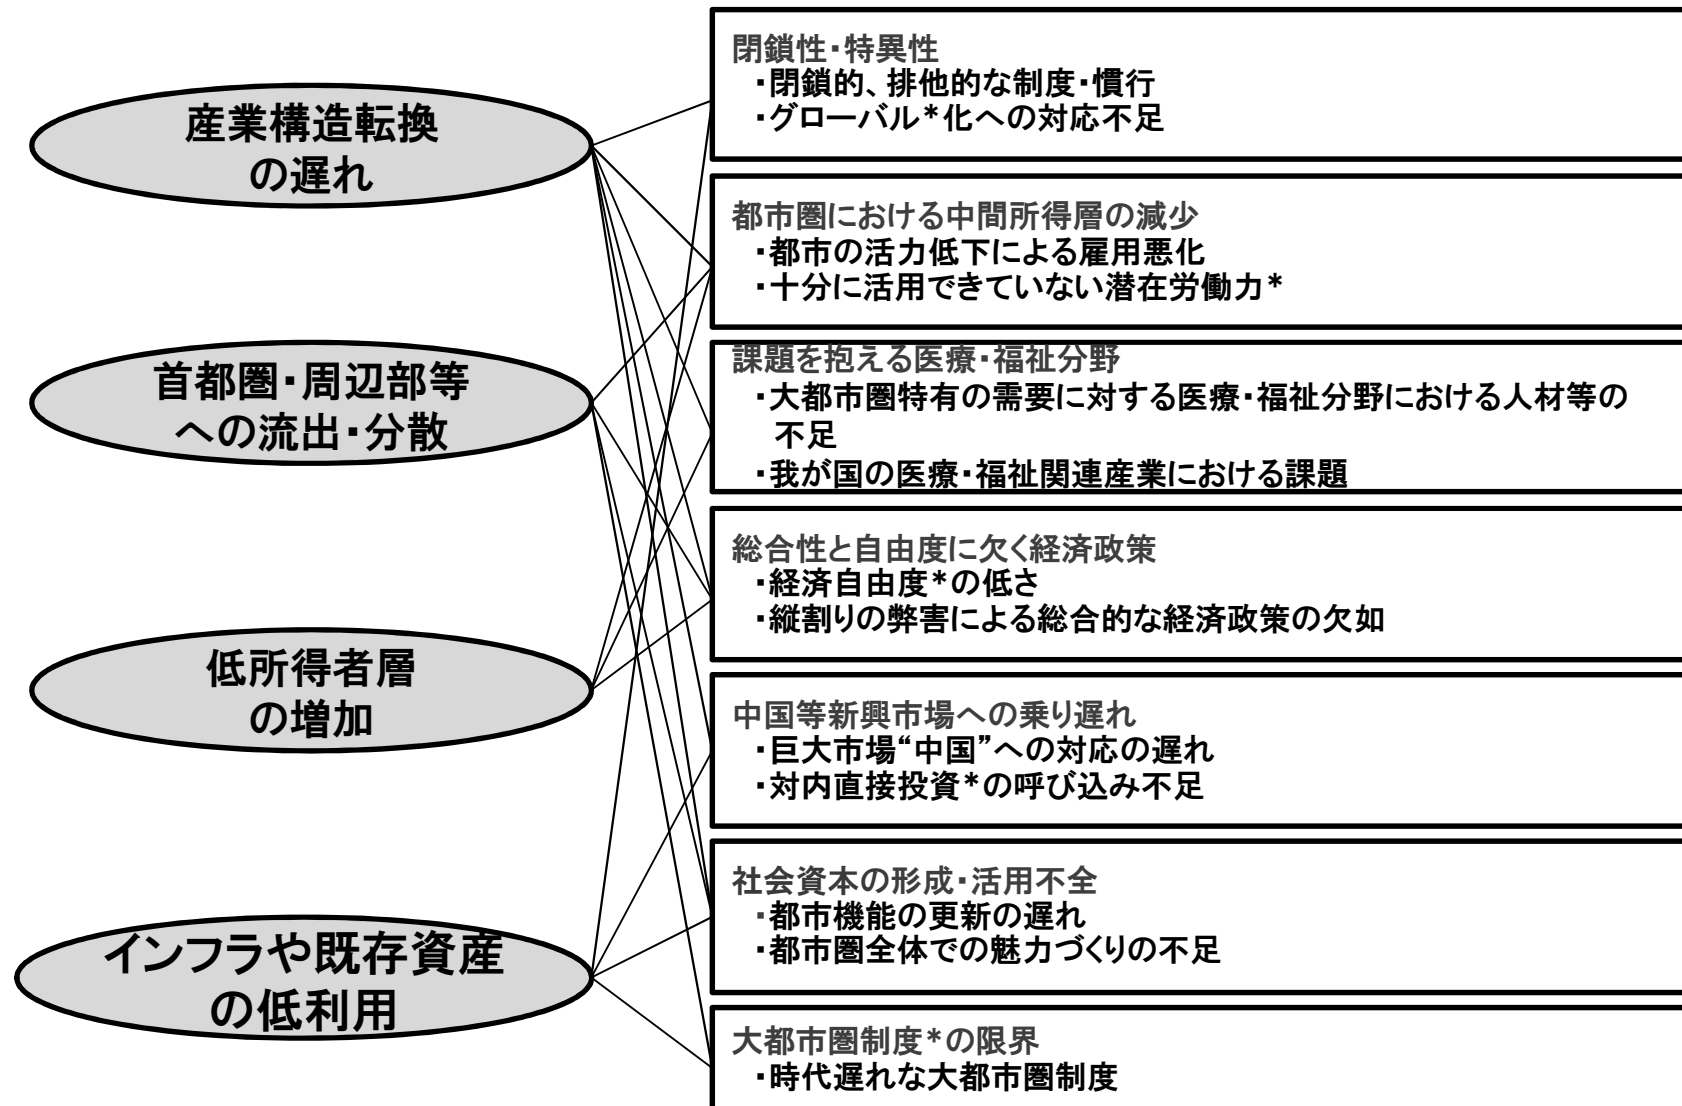 産業構造転換
の遅れ
首都圏・周辺部等
への流出・分散
低所得者層
の増加
インフラや既存資産
の低利用
閉鎖性・特異性
・閉鎖的、排他的な制度・慣行
・グローバル*化への対応不足
都市圏における中間所得層の減少
・都市の活力低下による雇用悪化
・十分に活用できていない潜在労働力*
課題を抱える医療・福祉分野
・大都市圏特有の需要に対する医療・福祉分野における人材等の
不足
・我が国の医療・福祉関連産業における課題
総合性と自由度に欠く経済政策
・経済自由度*の低さ
・縦割りの弊害による総合的な経済政策の欠如
中国等新興市場への乗り遅れ
・巨大市場“中国”への対応の遅れ
・対内直接投資*の呼び込み不足
社会資本の形成・活用不全
・都市機能の更新の遅れ
・都市圏全体での魅力づくりの不足
大都市圏制度*の限界
・時代遅れな大都市圏制度